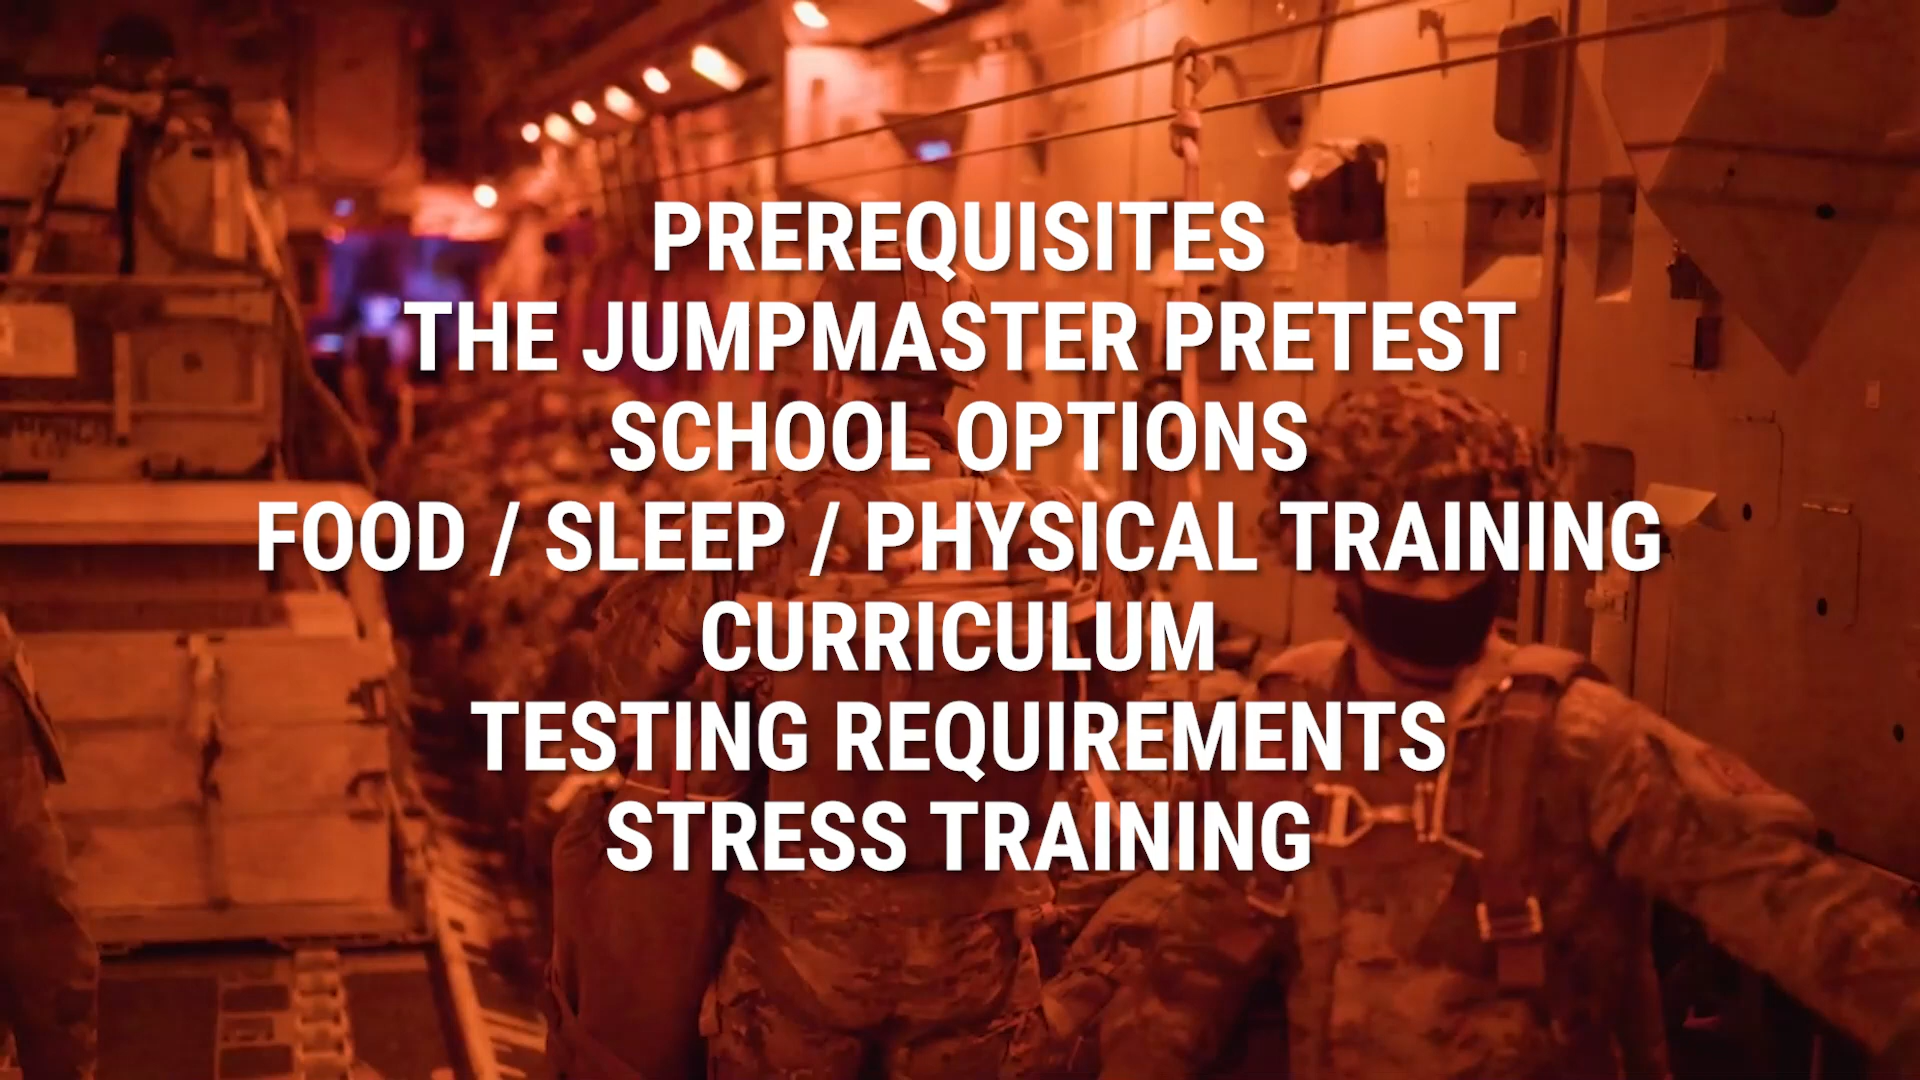 PREREQUISITES
THE JUMPMASTER PRETEST
SCHOOL OPTIONS
FOOD / SLEEP / PHYSICAL TRAINING
CURRICULUM
TESTING REQUIREMENTS
STRESS TRAINING